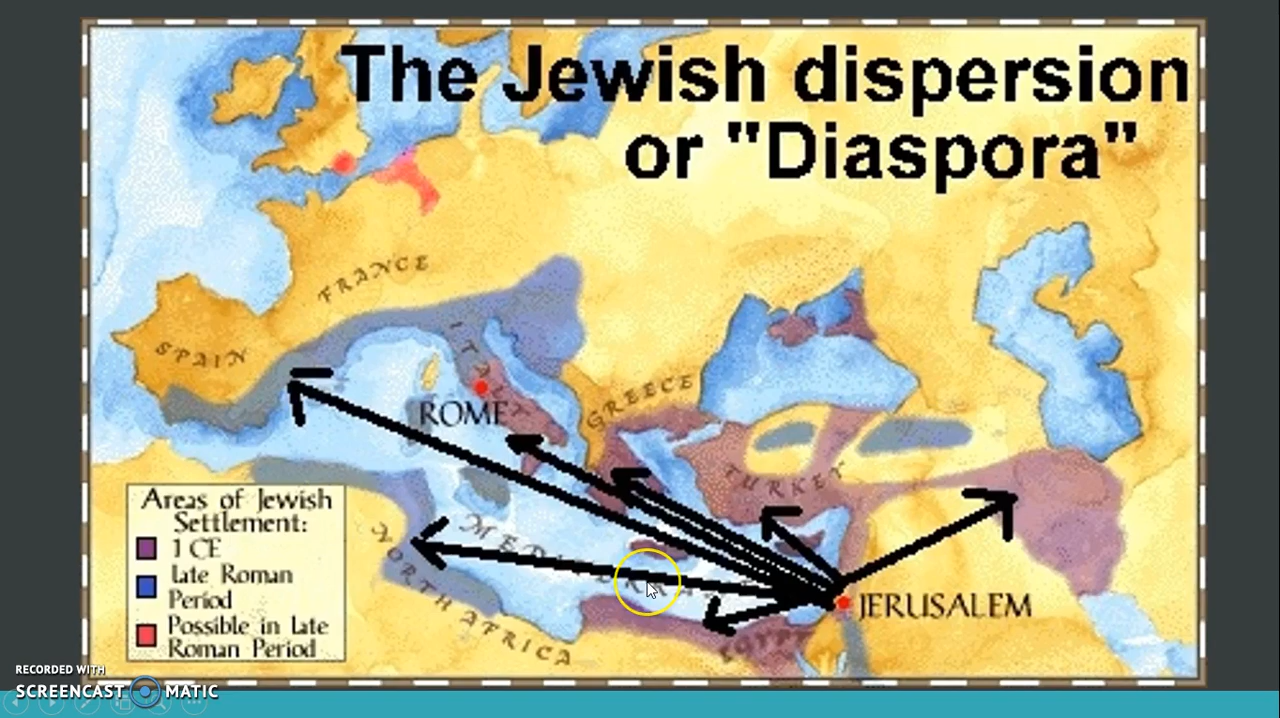 The Jewish dispersion
or "Diaspora"
FRANCE
SPAIN
ITALY
ROME
GREECE
TURKEY
NORTH AFRICA
EGYPT
JERUSALEM
Areas of Jewish
Settlement:
1 CE
late Roman
Period
Possible in late
Roman Period
RECORDED WITH
SCREENCAST MATIC